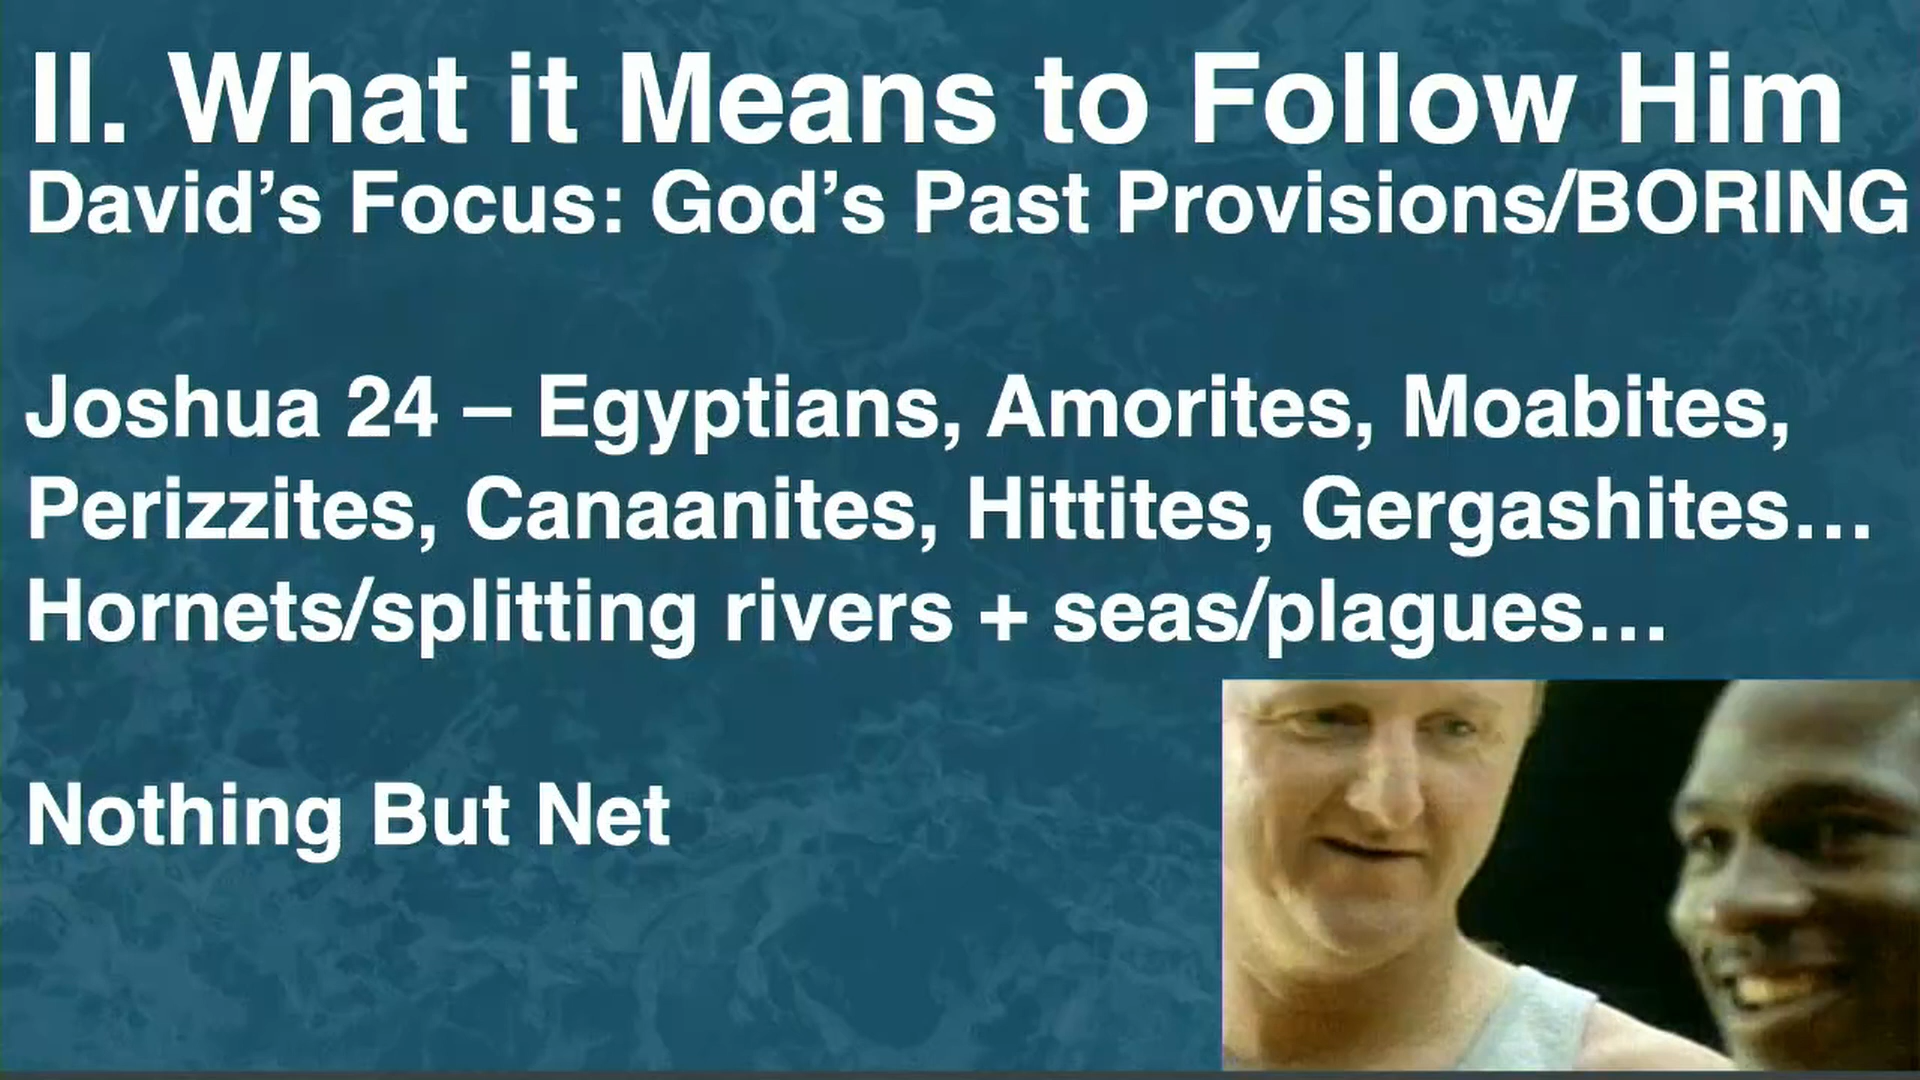 II. What it Means to Follow Him
David’s Focus: God’s Past Provisions/BORING
Joshua 24 – Egyptians, Amorites, Moabites,
Perizzites, Canaanites, Hittites, Gergashites…
Hornets/splitting rivers + seas/plagues…
Nothing But Net